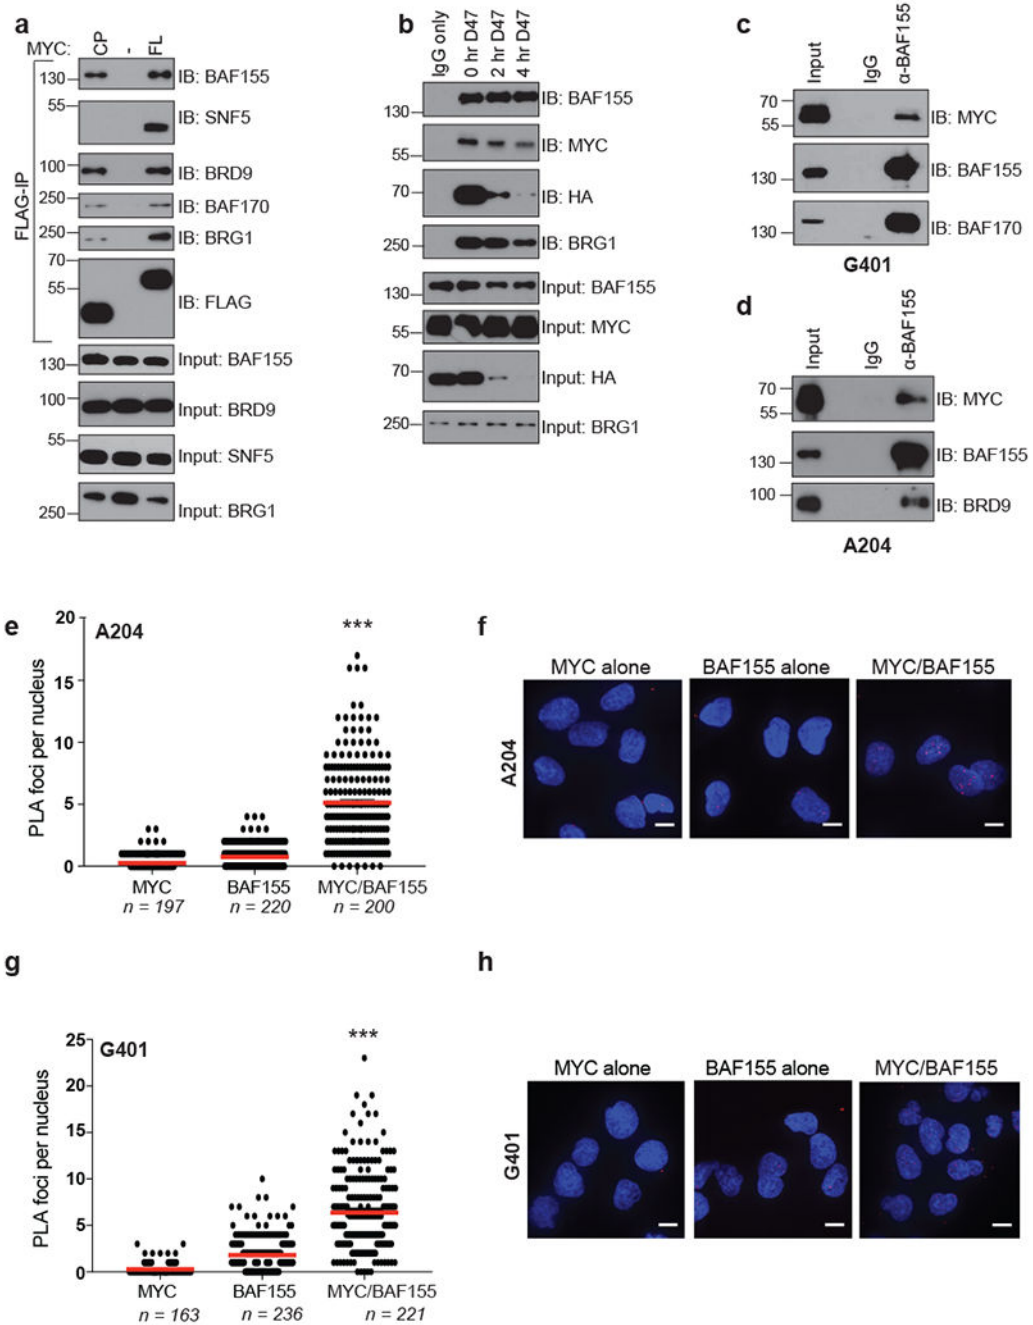 a
MYC: CP - FL
FLAG-IP
130 IB: BAF155
55 IB: SNF5
100 IB: BRD9
250 IB: BAF170
250 IB: BRG1
70
55 IB: FLAG
130 Input: BAF155
100 Input: BRD9
55 Input: SNF5
250 Input: BRG1
b
IgG only 0 hr D47 2 hr D47 4 hr D47
130 IB: BAF155
55 IB: MYC
70 IB: HA
250 IB: BRG1
130 Input: BAF155
55 Input: MYC
70 Input: HA
250 Input: BRG1
c
Input IgG α-BAF155
70
55 IB: MYC
130 IB: BAF155
130 IB: BAF170
G401
d
Input IgG α-BAF155
70
55 IB: MYC
130 IB: BAF155
100 IB: BRD9
A204
e
A204
PLA foci per nucleus
20
15
10
5
0
***
MYC BAF155 MYC/BAF155
n = 197 n = 220 n = 200
f
MYC alone BAF155 alone MYC/BAF155
A204
g
G401
PLA foci per nucleus
25
20
15
10
5
0
***
MYC BAF155 MYC/BAF155
n = 163 n = 236 n = 221
h
MYC alone BAF155 alone MYC/BAF155
G401